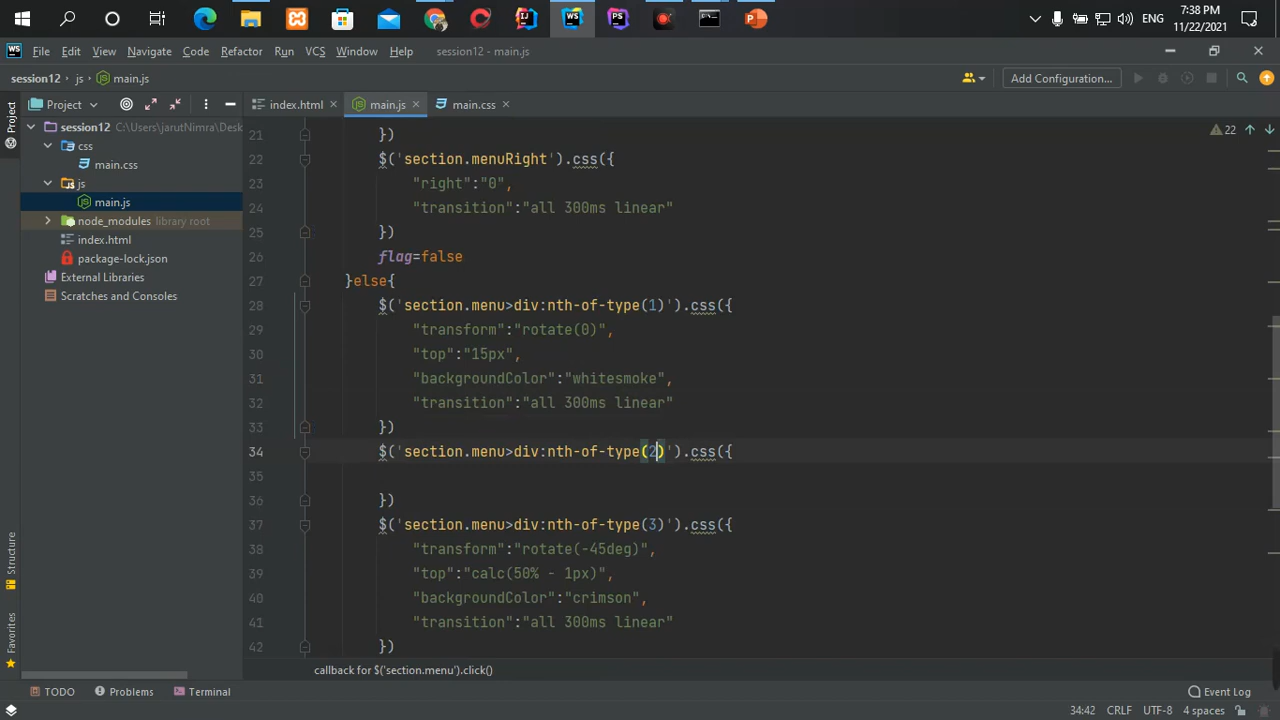 7:38 PM
ENG
11/22/2021
File Edit View Navigate Code Refactor Run VCS Window Help session12 - main.js
session12 > js > main.js
Add Configuration...
Project
Project
index.html
main.js
main.css
session12 C:\Users\jarutNimra\Desk
css
main.css
js
main.js
node_modules library root
index.html
package-lock.json
External Libraries
Scratches and Consoles
22
21 })
22 $('section.menuRight').css({
23 "right":"0",
24 "transition":"all 300ms linear"
25 })
26 flag=false
27 }else{
28 $('section.menu>div:nth-of-type(1)').css({
29 "transform":"rotate(0)",
30 "top":"15px",
31 "backgroundColor":"whitesmoke",
32 "transition":"all 300ms linear"
33 })
34 $('section.menu>div:nth-of-type(2)').css({
35
36 })
37 $('section.menu>div:nth-of-type(3)').css({
38 "transform":"rotate(-45deg)",
39 "top":"calc(50% - 1px)",
40 "backgroundColor":"crimson",
41 "transition":"all 300ms linear"
42 })
callback for $('section.menu').click()
Structure
Favorites
TODO
Problems
Terminal
Event Log
34:42 CRLF UTF-8 4 spaces